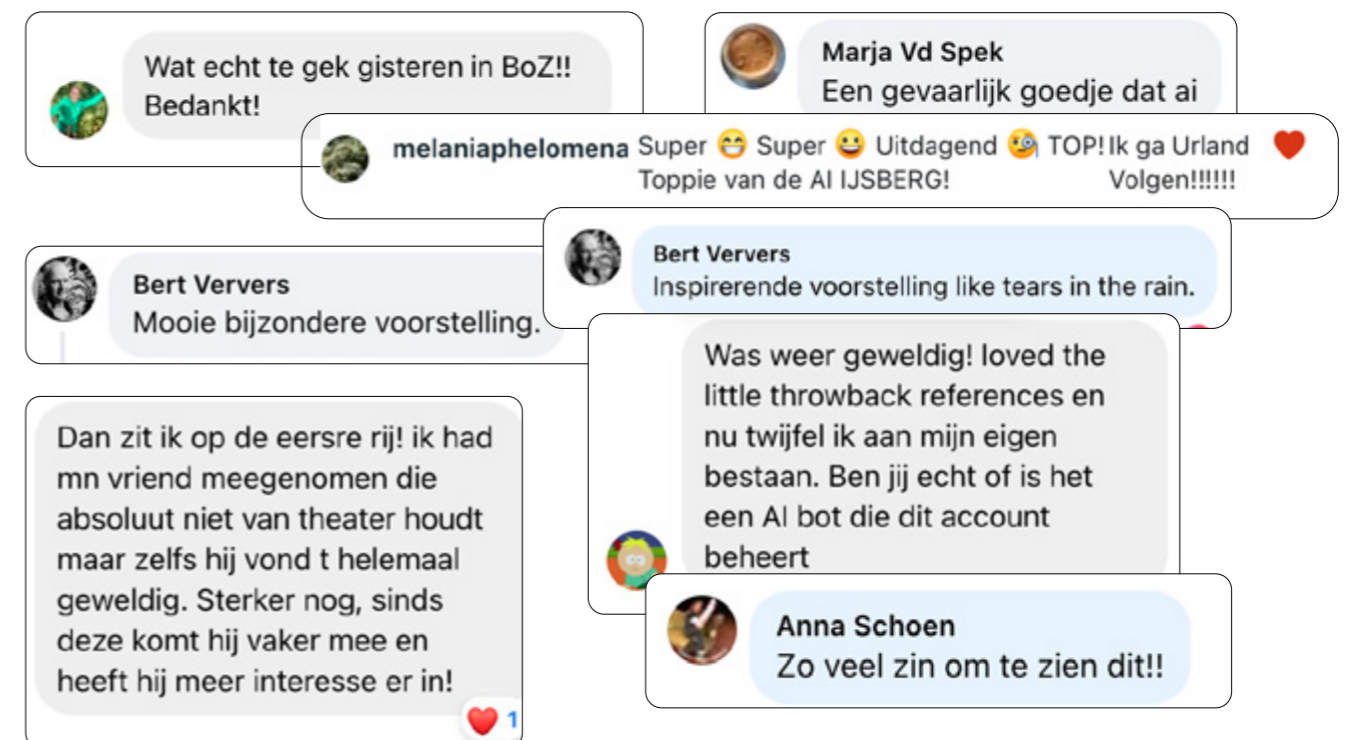 Wat echt te gek gisteren in BoZ!!
Bedankt!
Marja Vd Spek
Een gevaarlijk goedje dat ai
melaniaphelomena Super 😁 Super 😀 Uitdagend 🧐 TOP! Ik ga Urland ❤️
Toppie van de AI IJSBERG! Volgen!!!!!!
Bert Ververs
Inspirerende voorstelling like tears in the rain.
Bert Ververs
Mooie bijzondere voorstelling.
Was weer geweldig! loved the
little throwback references en
nu twijfel ik aan mijn eigen
bestaan. Ben jij echt of is het
een AI bot die dit account
beheert
Dan zit ik op de eersre rij! ik had
mn vriend meegenomen die
absoluut niet van theater houdt
maar zelfs hij vond t helemaal
geweldig. Sterker nog, sinds
deze komt hij vaker mee en
heeft hij meer interesse er in!
❤️ 1
Anna Schoen
Zo veel zin om te zien dit!!